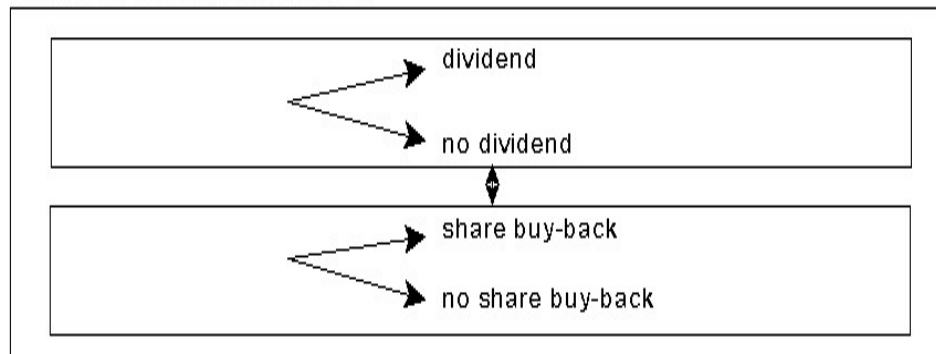 dividend
no dividend
share buy-back
no share buy-back